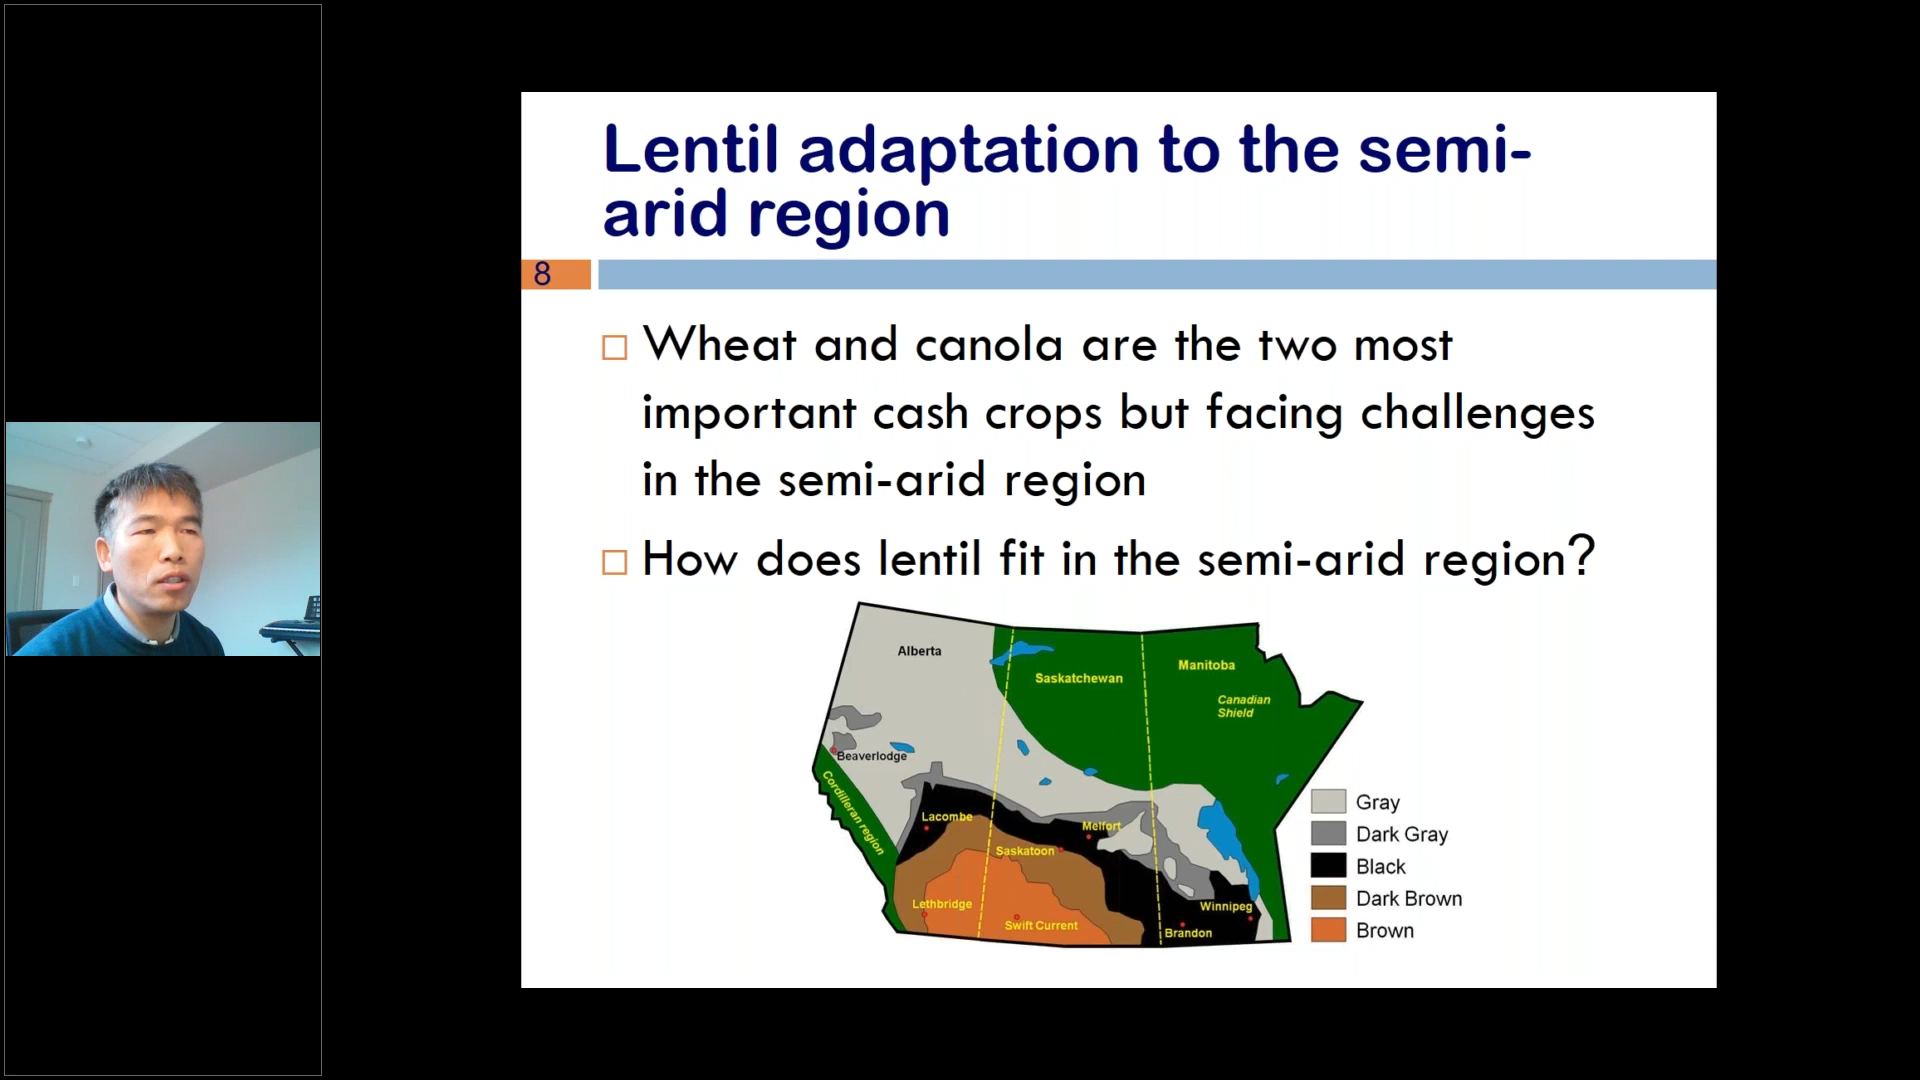 Lentil adaptation to the semi-
arid region
8
Wheat and canola are the two most
important cash crops but facing challenges
in the semi-arid region
How does lentil fit in the semi-arid region?
Alberta
Saskatchewan
Manitoba
Canadian
Shield
Beaverlodge
Cordilleran region
Lacombe
Melfort
Saskatoon
Lethbridge
Swift Current
Winnipeg
Brandon
Gray
Dark Gray
Black
Dark Brown
Brown